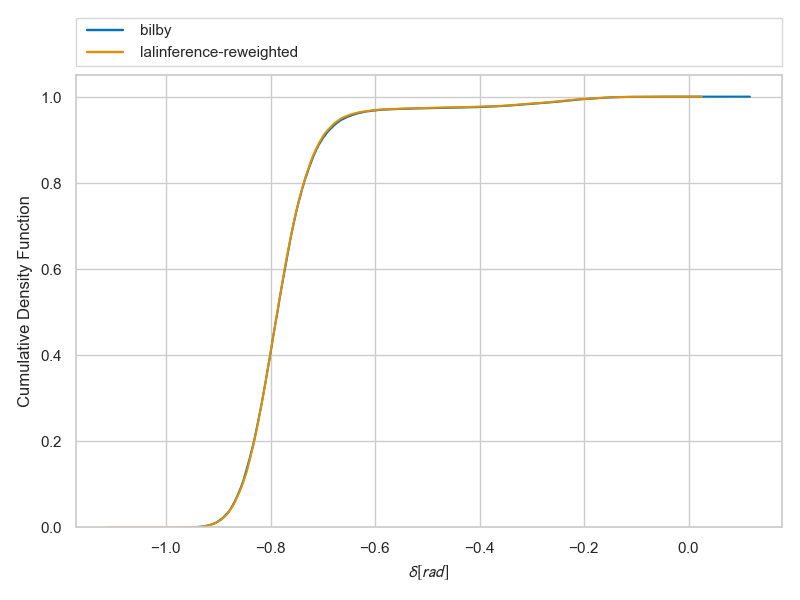 bilby
lalinference-reweighted
1.0
0.8
0.6
0.4
0.2
0.0
Cumulative Density Function
−1.0 −0.8 −0.6 −0.4 −0.2 0.0
δ[rad]